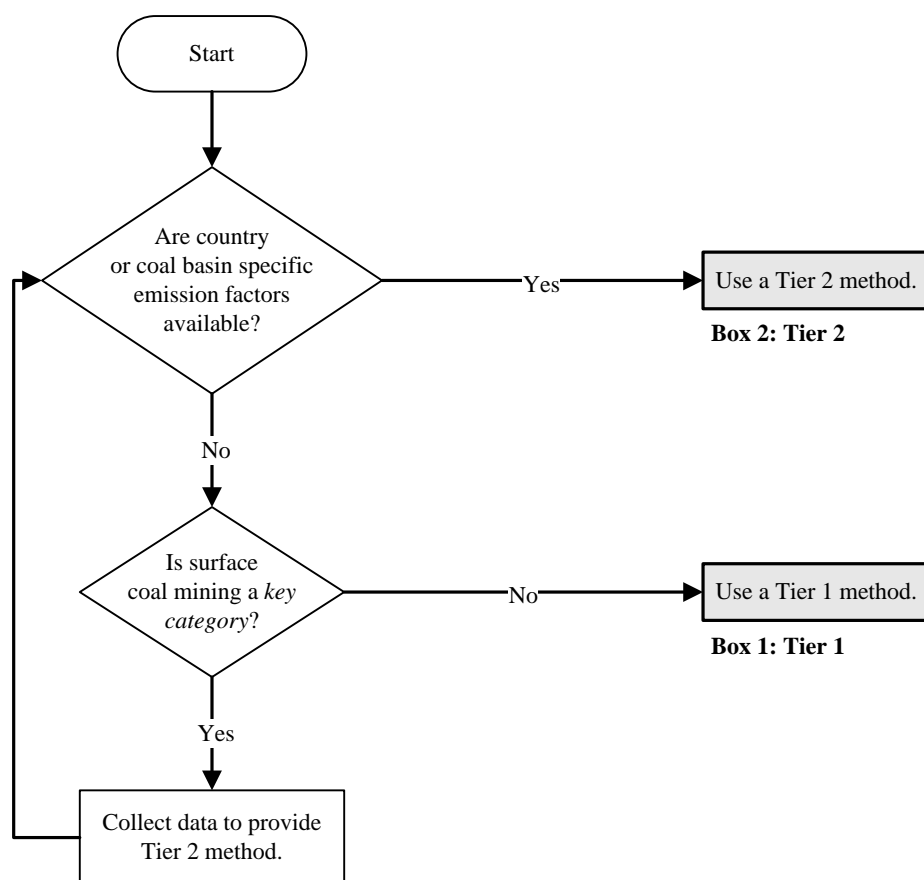 Start
Are country
or coal basin specific
emission factors
available?
Yes
Use a Tier 2 method.
Box 2: Tier 2
No
Is surface
coal mining a key
category?
No
Use a Tier 1 method.
Box 1: Tier 1
Yes
Collect data to provide
Tier 2 method.